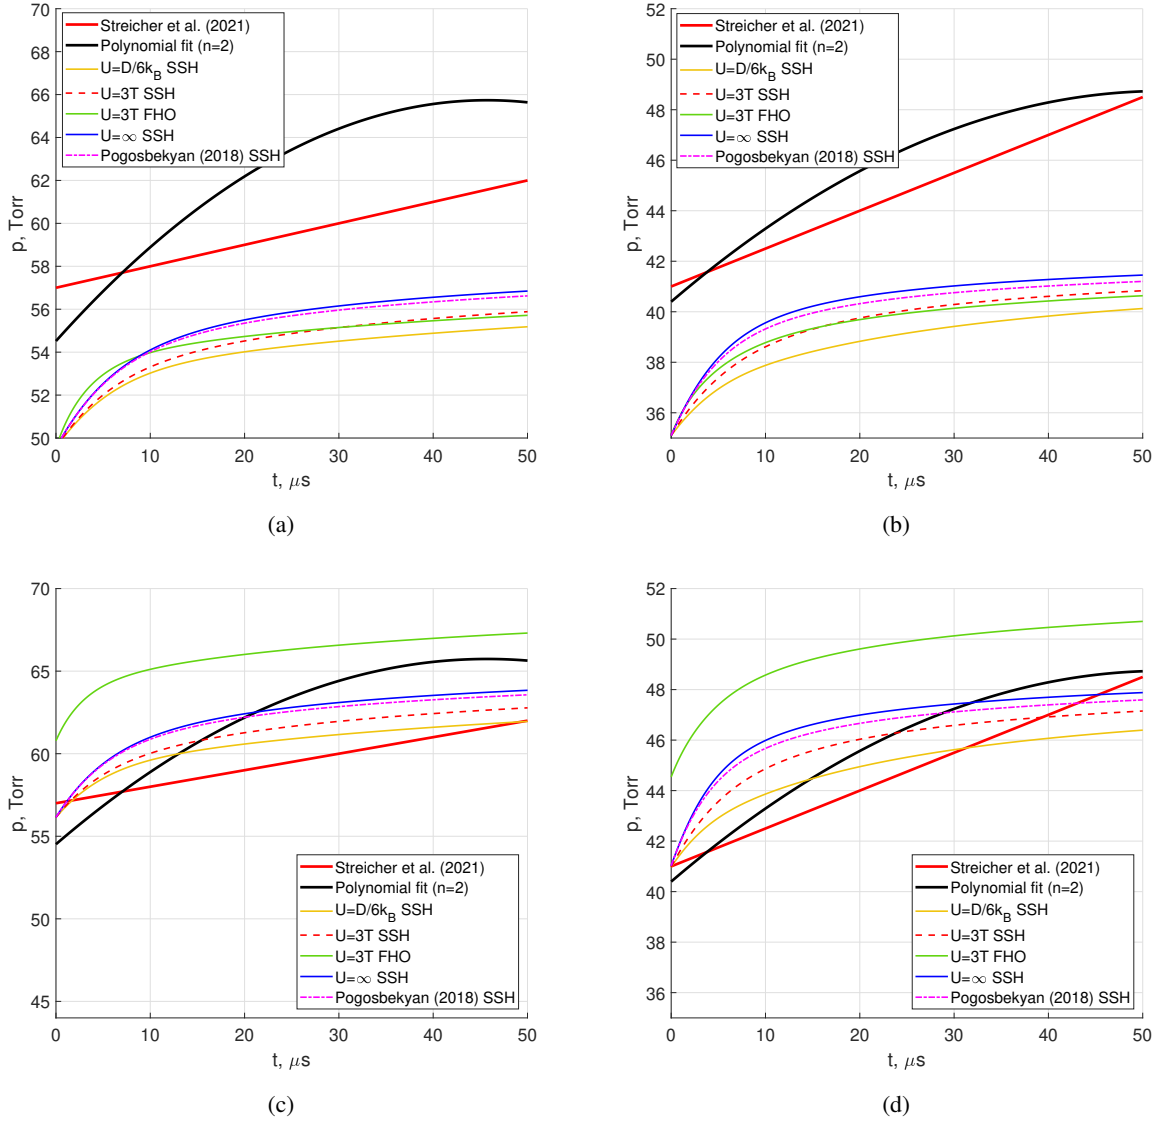 70
68
66
64
62
60
58
56
54
52
50
p, Torr
Streicher et al. (2021)
Polynomial fit (n=2)
U=D/6k_B SSH
U=3T SSH
U=3T FHO
U=∞ SSH
Pogosbekyan (2018) SSH
0 10 20 30 40 50
t, μs
(a)
52
50
48
46
44
42
40
38
36
p, Torr
Streicher et al. (2021)
Polynomial fit (n=2)
U=D/6k_B SSH
U=3T SSH
U=3T FHO
U=∞ SSH
Pogosbekyan (2018) SSH
0 10 20 30 40 50
t, μs
(b)
70
65
60
55
50
45
p, Torr
Streicher et al. (2021)
Polynomial fit (n=2)
U=D/6k_B SSH
U=3T SSH
U=3T FHO
U=∞ SSH
Pogosbekyan (2018) SSH
0 10 20 30 40 50
t, μs
(c)
52
50
48
46
44
42
40
38
36
p, Torr
Streicher et al. (2021)
Polynomial fit (n=2)
U=D/6k_B SSH
U=3T SSH
U=3T FHO
U=∞ SSH
Pogosbekyan (2018) SSH
0 10 20 30 40 50
t, μs
(d)